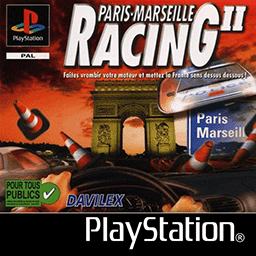 PARIS-MARSEILLE
RACING II
Faites vrombir votre moteur et mettez la France sens dessus dessous !
PlayStation
PAL
Paris
Marseill
POUR TOUS
PUBLICS
DAVILEX
PlayStation®